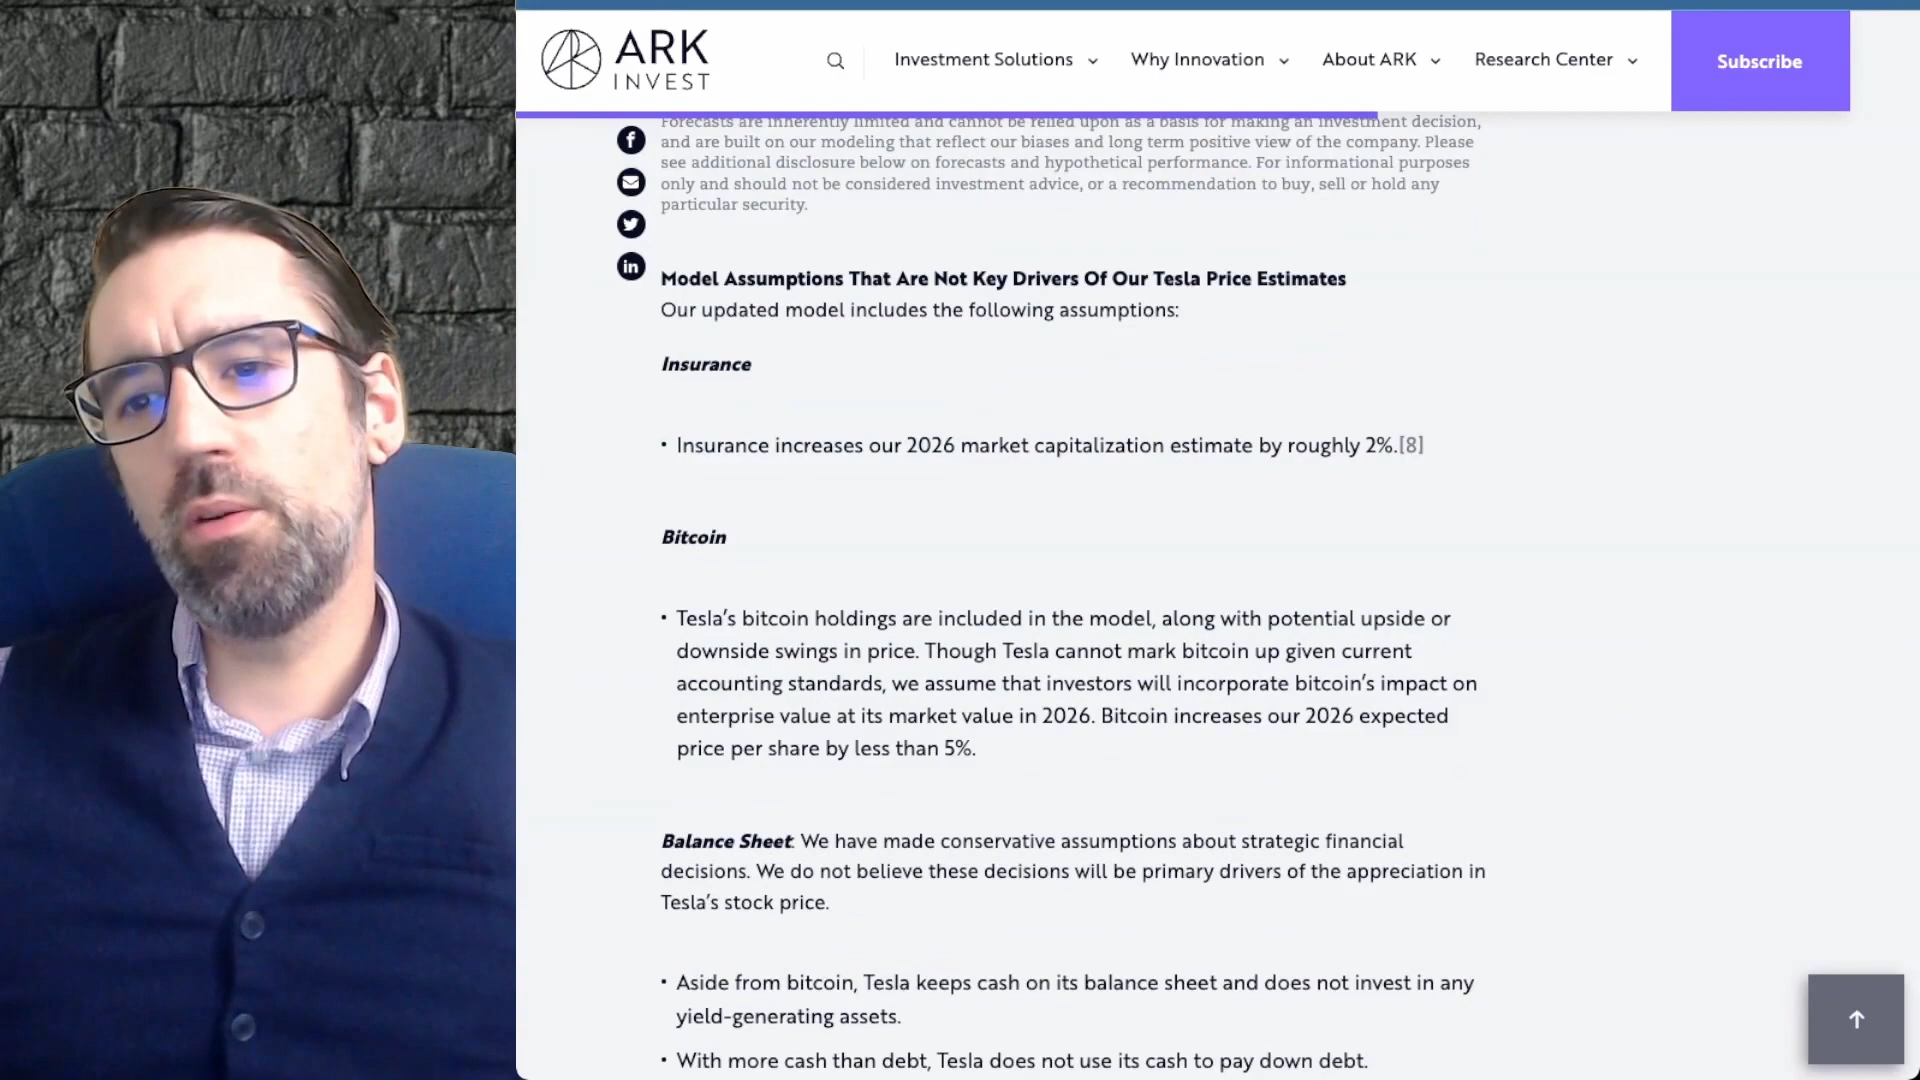 ARK
INVEST
Investment Solutions
Why Innovation
About ARK
Research Center
Subscribe
Forecasts are inherently limited and cannot be relied upon as a basis for making an investment decision,
and are built on our modeling that reflect our biases and long term positive view of the company. Please
see additional disclosure below on forecasts and hypothetical performance. For informational purposes
only and should not be considered investment advice, or a recommendation to buy, sell or hold any
particular security.
Model Assumptions That Are Not Key Drivers Of Our Tesla Price Estimates
Our updated model includes the following assumptions:
Insurance
• Insurance increases our 2026 market capitalization estimate by roughly 2%.[8]
Bitcoin
• Tesla’s bitcoin holdings are included in the model, along with potential upside or
downside swings in price. Though Tesla cannot mark bitcoin up given current
accounting standards, we assume that investors will incorporate bitcoin’s impact on
enterprise value at its market value in 2026. Bitcoin increases our 2026 expected
price per share by less than 5%.
Balance Sheet: We have made conservative assumptions about strategic financial
decisions. We do not believe these decisions will be primary drivers of the appreciation in
Tesla’s stock price.
• Aside from bitcoin, Tesla keeps cash on its balance sheet and does not invest in any
yield-generating assets.
• With more cash than debt, Tesla does not use its cash to pay down debt.